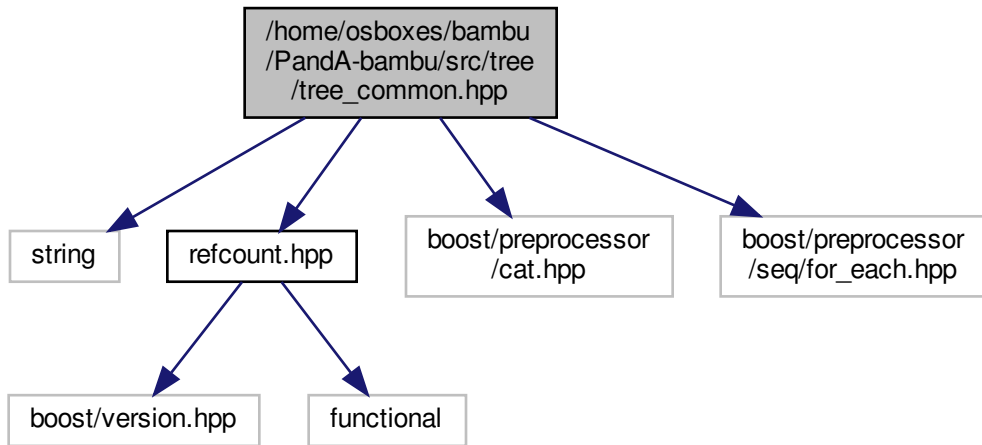 /home/osboxes/bambu
/PandA-bambu/src/tree
/tree_common.hpp
string
refcount.hpp
boost/preprocessor
/cat.hpp
boost/preprocessor
/seq/for_each.hpp
boost/version.hpp
functional